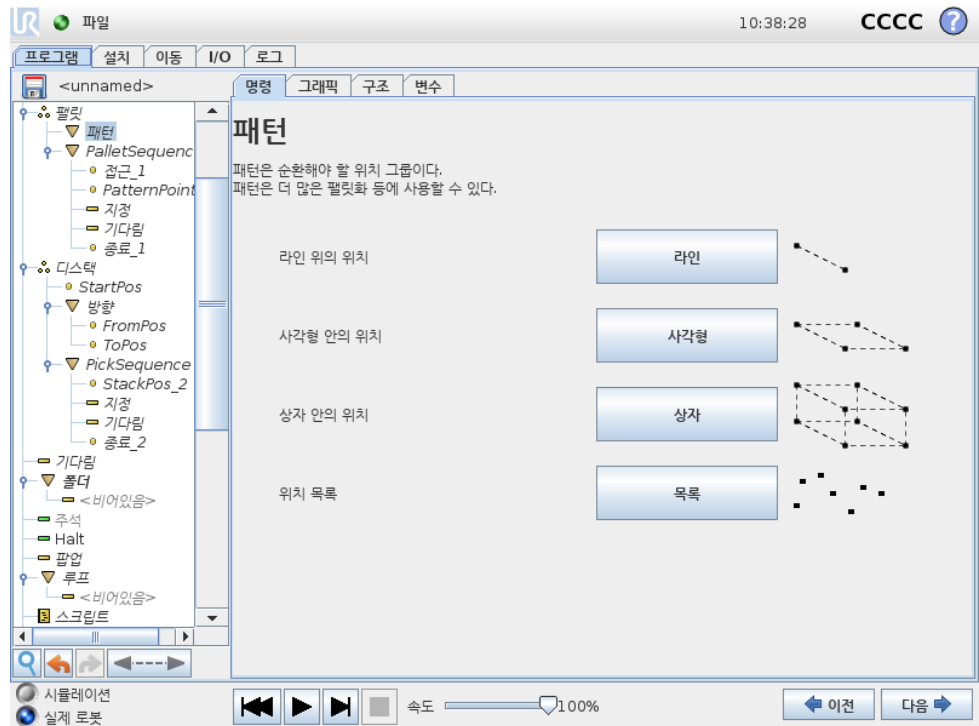 UR 파일 10:38:28 CCCC ?
프로그램 설치 이동 I/O 로그
<unnamed>
명령 그래픽 구조 변수
팔릿
패턴
PalletSequenc
접근_1
PatternPoint
지정
기다림
종료_1
디스택
StartPos
방향
FromPos
ToPos
PickSequence
StackPos_2
지정
기다림
종료_2
기다림
폴더
<비어있음>
주석
Halt
팝업
루프
<비어있음>
스크립트
패턴
패턴은 순환해야 할 위치 그룹이다.
패턴은 더 많은 팰릿화 등에 사용할 수 있다.
라인 위의 위치 라인
사각형 안의 위치 사각형
상자 안의 위치 상자
위치 목록 목록
시뮬레이션
실제 로봇
속도 100%
이전 다음